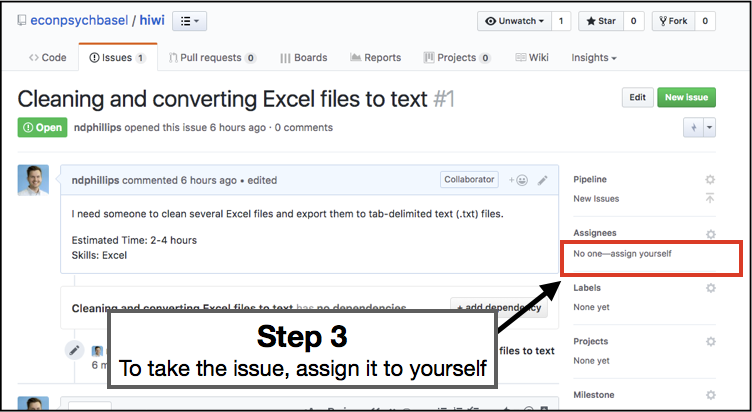 econpsychbasel / hiwi
Unwatch 1 Star 0 Fork 0
Code Issues 1 Pull requests 0 Boards Reports Projects 0 Wiki Insights
Cleaning and converting Excel files to text #1
Edit New issue
Open ndphillips opened this issue 6 hours ago · 0 comments
ndphillips commented 6 hours ago • edited
Collaborator
I need someone to clean several Excel files and export them to tab-delimited text (.txt) files.
Estimated Time: 2-4 hours
Skills: Excel
Cleaning and converting Excel files to text has no dependencies
+ add dependency
files to text
6 m
Step 3
To take the issue, assign it to yourself
Pipeline
New Issues
Assignees
No one—assign yourself
Labels
None yet
Projects
None yet
Milestone